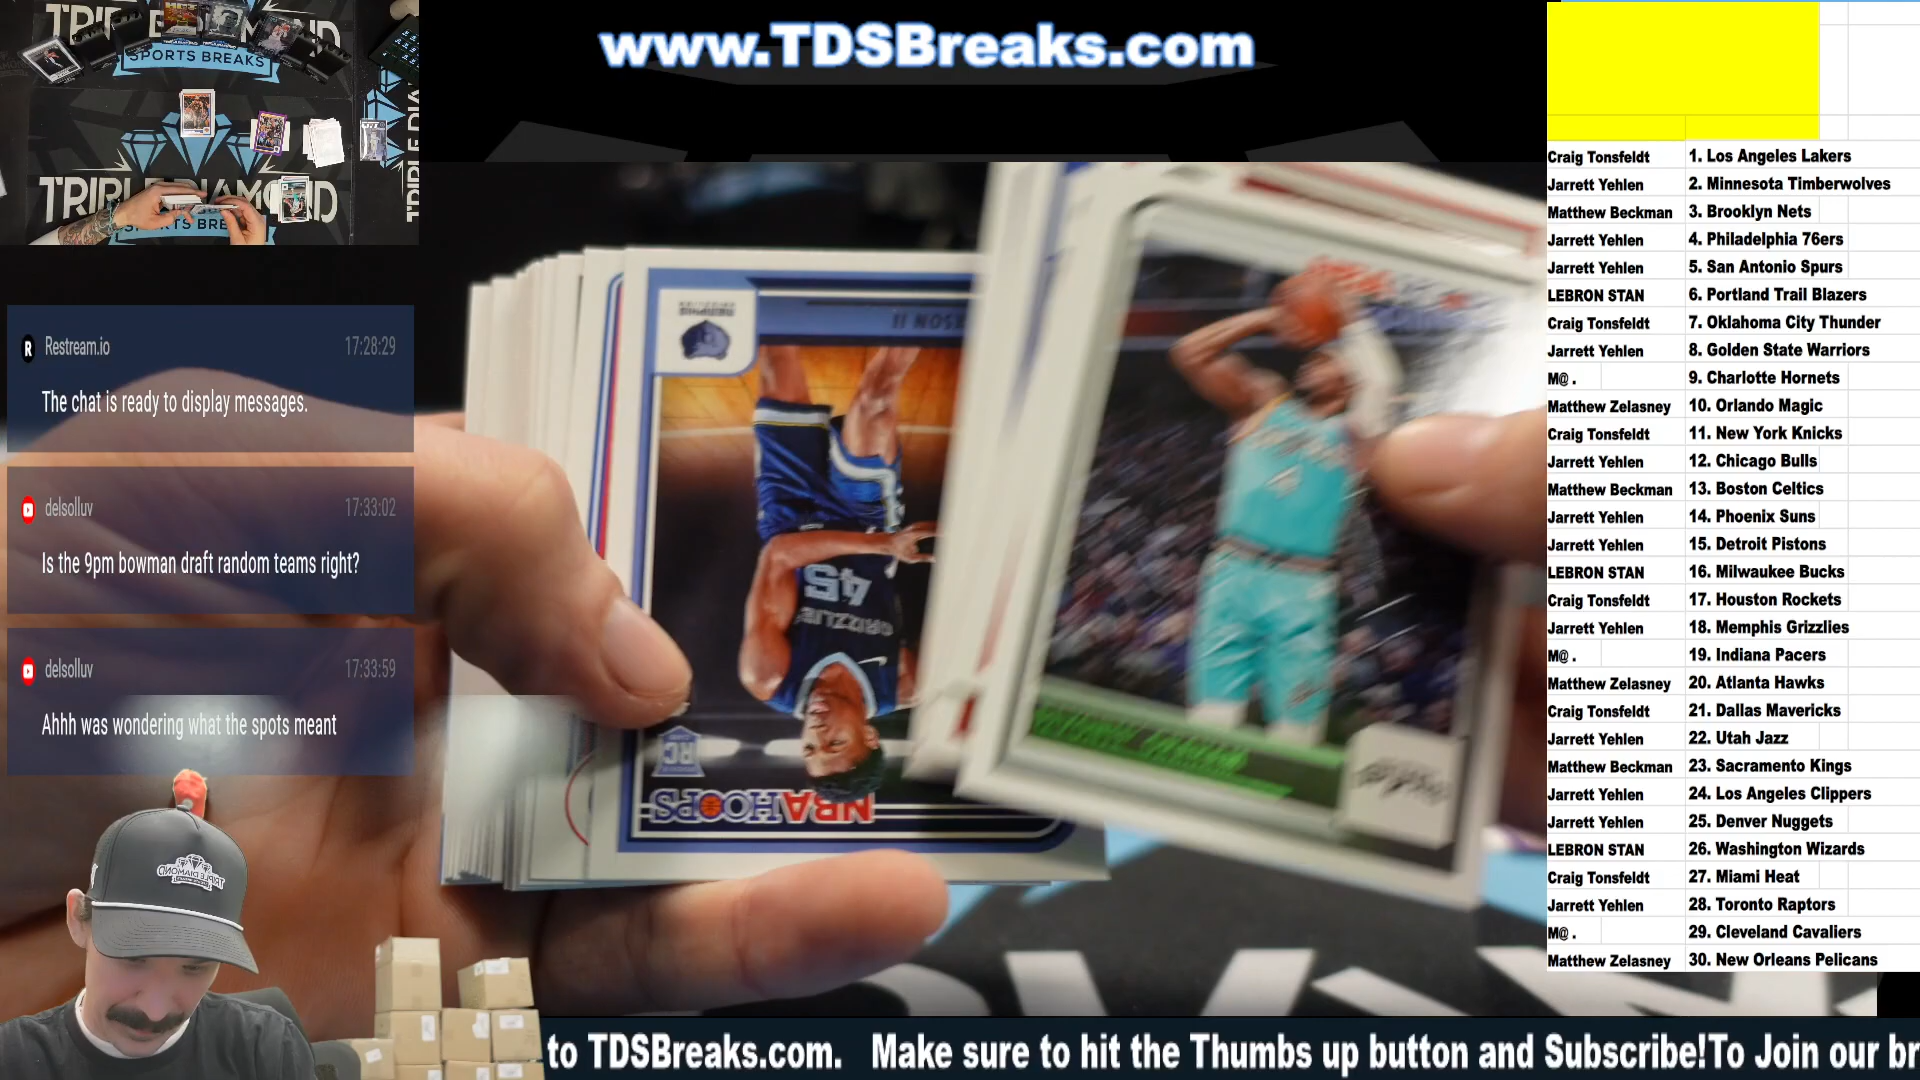 www.TDSBreaks.com
SPORTS BREAKS
TRIPLE DIAMOND
Restream.io 17:28:29
The chat is ready to display messages.
delsolluv 17:33:02
Is the 9pm bowman draft random teams right?
delsolluv 17:33:59
Ahhh was wondering what the spots meant
RC
NBA HOOPS
45
GRIZZLIES
MEMPHIS
SON II
TRIPLE DIAMOND
Craig Tonsfeldt 1. Los Angeles Lakers
Jarrett Yehlen 2. Minnesota Timberwolves
Matthew Beckman 3. Brooklyn Nets
Jarrett Yehlen 4. Philadelphia 76ers
Jarrett Yehlen 5. San Antonio Spurs
LEBRON STAN 6. Portland Trail Blazers
Craig Tonsfeldt 7. Oklahoma City Thunder
Jarrett Yehlen 8. Golden State Warriors
M@ . 9. Charlotte Hornets
Matthew Zelasney 10. Orlando Magic
Craig Tonsfeldt 11. New York Knicks
Jarrett Yehlen 12. Chicago Bulls
Matthew Beckman 13. Boston Celtics
Jarrett Yehlen 14. Phoenix Suns
Jarrett Yehlen 15. Detroit Pistons
LEBRON STAN 16. Milwaukee Bucks
Craig Tonsfeldt 17. Houston Rockets
Jarrett Yehlen 18. Memphis Grizzlies
M@ . 19. Indiana Pacers
Matthew Zelasney 20. Atlanta Hawks
Craig Tonsfeldt 21. Dallas Mavericks
Jarrett Yehlen 22. Utah Jazz
Matthew Beckman 23. Sacramento Kings
Jarrett Yehlen 24. Los Angeles Clippers
Jarrett Yehlen 25. Denver Nuggets
LEBRON STAN 26. Washington Wizards
Craig Tonsfeldt 27. Miami Heat
Jarrett Yehlen 28. Toronto Raptors
M@ . 29. Cleveland Cavaliers
Matthew Zelasney 30. New Orleans Pelicans
to TDSBreaks.com. Make sure to hit the Thumbs up button and Subscribe!To Join our br